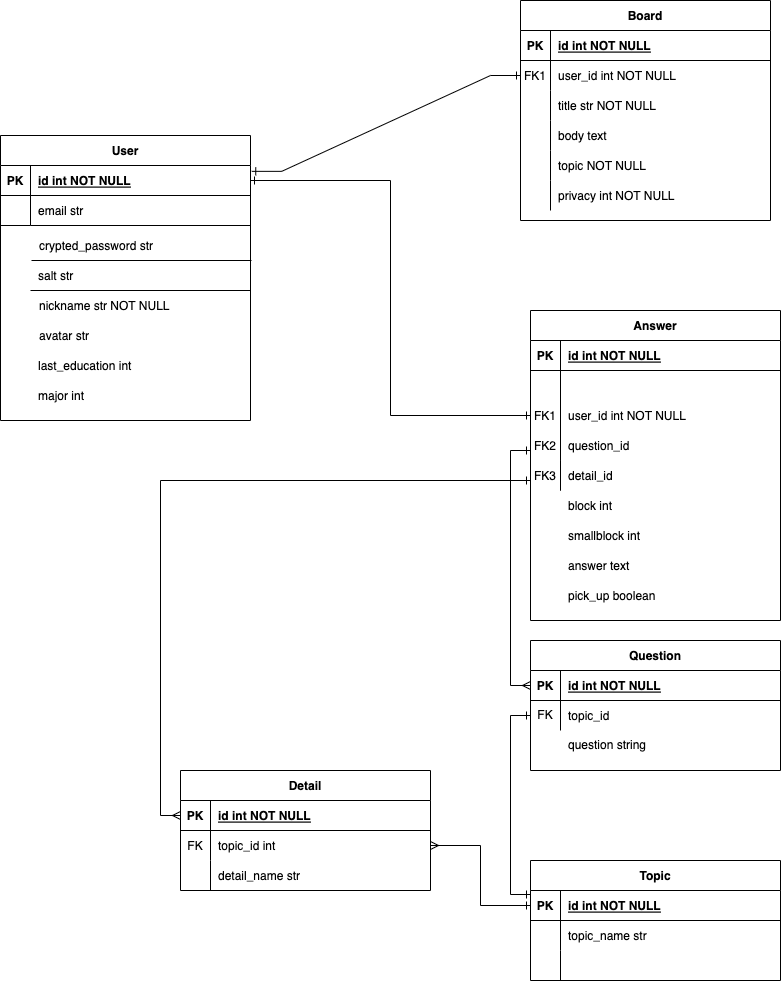 Board
PK id int NOT NULL
FK1 user_id int NOT NULL
title str NOT NULL
body text
topic NOT NULL
privacy int NOT NULL
User
PK id int NOT NULL
email str
crypted_password str
salt str
nickname str NOT NULL
avatar str
last_education int
major int
Answer
PK id int NOT NULL
FK1 user_id int NOT NULL
FK2 question_id
FK3 detail_id
block int
smallblock int
answer text
pick_up boolean
Question
PK id int NOT NULL
FK topic_id
question string
Detail
PK id int NOT NULL
FK topic_id int
detail_name str
Topic
PK id int NOT NULL
topic_name str